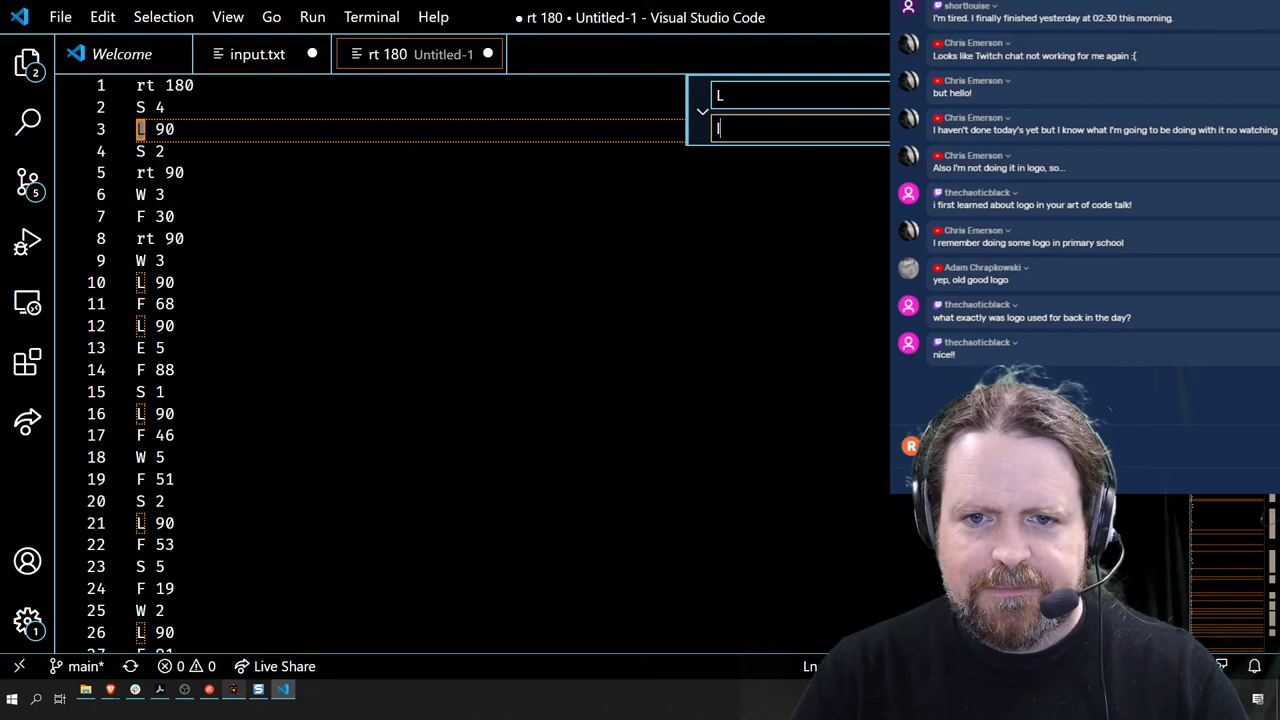 File Edit Selection View Go Run Terminal Help
● rt 180 • Untitled-1 - Visual Studio Code
Welcome
input.txt
rt 180 Untitled-1
1 rt 180
2 S 4
3 L 90
4 S 2
5 rt 90
6 W 3
7 F 30
8 rt 90
9 W 3
10 L 90
11 F 68
12 L 90
13 E 5
14 F 88
15 S 1
16 L 90
17 F 46
18 W 5
19 F 51
20 S 2
21 L 90
22 F 53
23 S 5
24 F 19
25 W 2
26 L 90
L
l
2
5
1
shortlouise
I'm tired. I finally finished yesterday at 02:30 this morning.
Chris Emerson
Looks like Twitch chat not working for me again :{
Chris Emerson
but hello!
Chris Emerson
I haven't done today's yet but I know what I'm going to be doing with it no watching
Chris Emerson
Also I'm not doing it in logo, so...
thechaoticblack
i first learned about logo in your art of code talk!
Chris Emerson
I remember doing some logo in primary school
Adam Chrapkowski
yep, old good logo
thechaoticblack
what exactly was logo used for back in the day?
thechaoticblack
nice!!
R
main* 0 0 Live Share
Ln